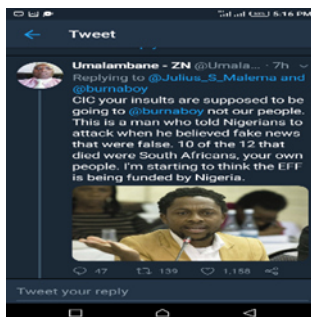 5:16 PM
Tweet
Umalambane - ZN @Umala... · 7h
Replying to @Julius_S_Malema and
@burnaboy
CIC your insults are supposed to be
going to @burnaboy not our people.
This is a man who told Nigerians to
attack when he believed fake news
that were false. 10 of the 12 that
died were South Africans, your own
people. I'm starting to think the EFF
is being funded by Nigeria.
47 139 1,158
Tweet your reply